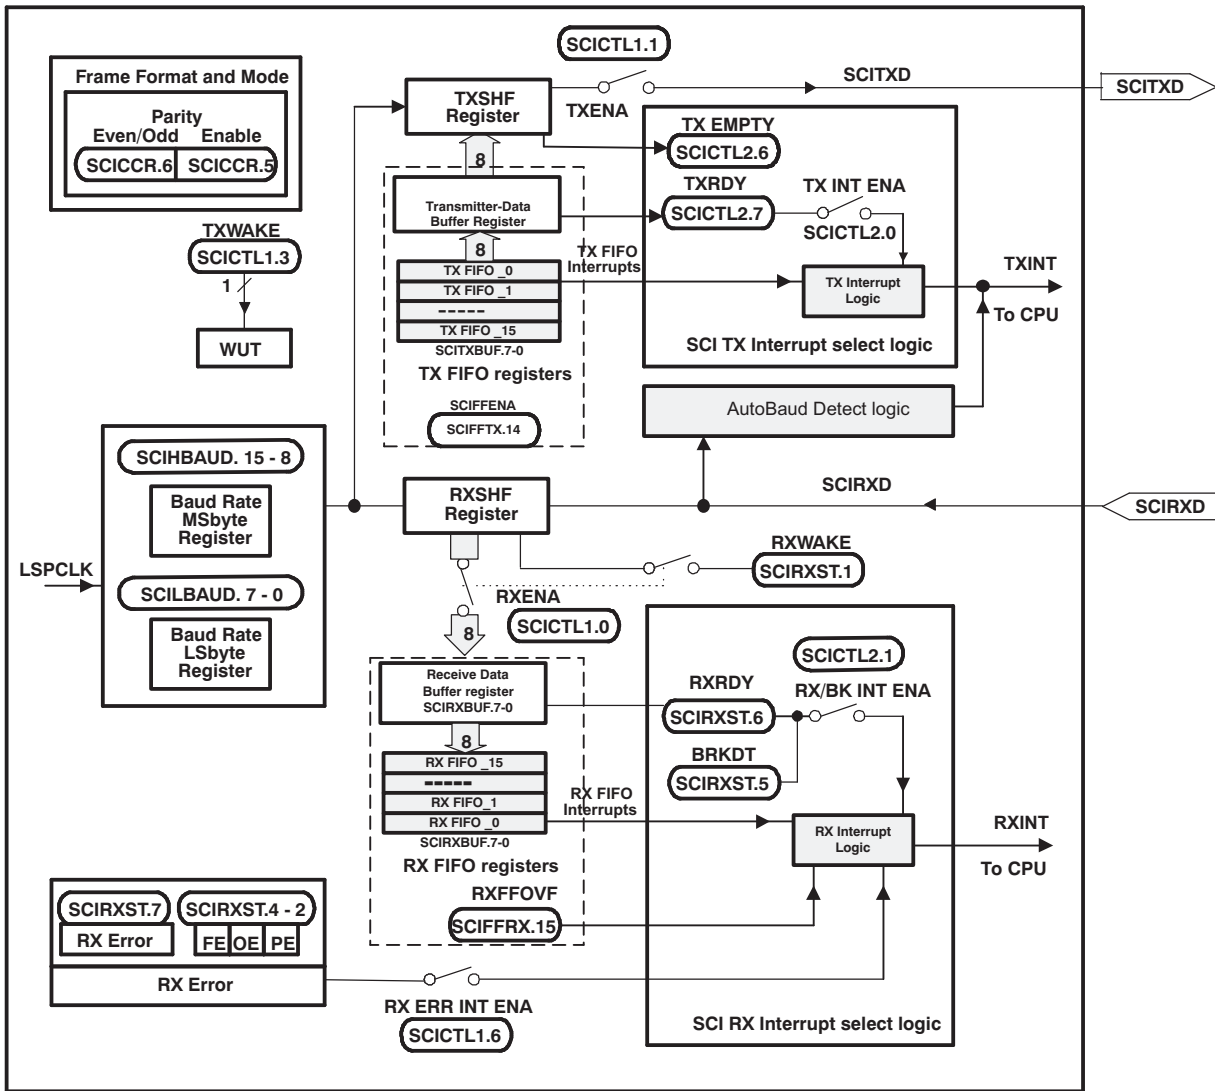 SCICTL1.1
Frame Format and Mode
Parity
Even/Odd Enable
SCICCR.6 SCICCR.5
TXSHF
Register
TXENA
SCITXD
SCITXD
8
TX EMPTY
SCICTL2.6
TXRDY
SCICTL2.7
TX INT ENA
SCICTL2.0
Transmitter-Data
Buffer Register
8
TX FIFO
Interrupts
TX FIFO _0
TX FIFO _1
-----
TX FIFO _15
SCITXBUF.7-0
TX FIFO registers
SCIFFENA
SCIFFTX.14
TX Interrupt
Logic
TXINT
To CPU
SCI TX Interrupt select logic
TXWAKE
SCICTL1.3
1
WUT
AutoBaud Detect logic
SCIHBAUD. 15 - 8
Baud Rate
MSbyte
Register
LSPCLK
SCILBAUD. 7 - 0
Baud Rate
LSbyte
Register
RXSHF
Register
SCIRXD
SCIRXD
RXWAKE
SCIRXST.1
RXENA
SCICTL1.0
8
Receive Data
Buffer register
SCIRXBUF.7-0
8
RX FIFO _15
-----
RX FIFO_1
RX FIFO _0
SCIRXBUF.7-0
RX FIFO registers
RX FIFO
Interrupts
SCICTL2.1
RXRDY
RX/BK INT ENA
SCIRXST.6
BRKDT
SCIRXST.5
RX Interrupt
Logic
RXINT
To CPU
RXFFOVF
SCIFFRX.15
SCIRXST.7 SCIRXST.4 - 2
RX Error FE OE PE
RX Error
RX ERR INT ENA
SCICTL1.6
SCI RX Interrupt select logic